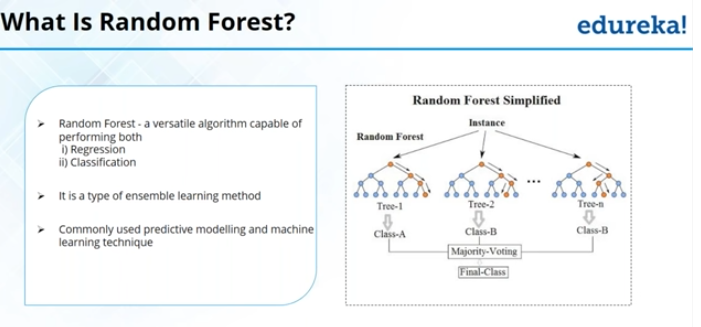 What Is Random Forest?
edureka!
➤ Random Forest - a versatile algorithm capable of
performing both
i) Regression
ii) Classification
➤ It is a type of ensemble learning method
➤ Commonly used predictive modelling and machine
learning technique
Random Forest Simplified
Instance
Random Forest
...
Tree-1
Tree-2
Tree-n
Class-A
Class-B
Class-B
Majority-Voting
Final-Class